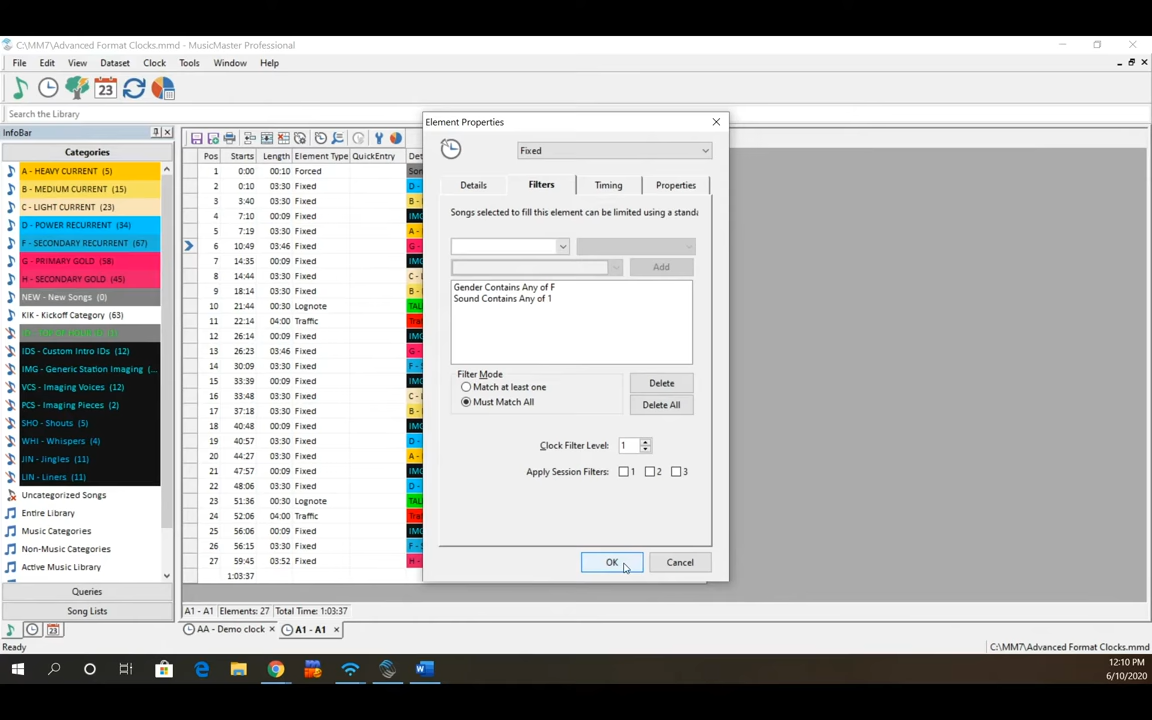 C:\MM7\Advanced Format Clocks.mmd - MusicMaster Professional
File Edit View Dataset Clock Tools Window Help
23
Search the Library
InfoBar
Categories
A - HEAVY CURRENT (5)
B - MEDIUM CURRENT (15)
C - LIGHT CURRENT (23)
D - POWER RECURRENT (34)
F - SECONDARY RECURRENT (67)
G - PRIMARY GOLD (58)
H - SECONDARY GOLD (45)
NEW - New Songs (0)
KIK - Kickoff Category (63)
IDS - Custom Intro IDs (12)
IMG - Generic Station Imaging (...
VCS - Imaging Voices (12)
PCS - Imaging Pieces (2)
SHO - Shouts (5)
WHI - Whispers (4)
JIN - Jingles (11)
LIN - Liners (11)
Uncategorized Songs
Entire Library
Music Categories
Non-Music Categories
Active Music Library
Queries
Song Lists
Pos Starts Length Element Type QuickEntry Det
1 0:00 00:10 Forced Son
2 0:10 03:30 Fixed D -
3 3:40 03:30 Fixed B -
4 7:10 00:09 Fixed IMG
5 7:19 03:30 Fixed A -
6 10:49 03:46 Fixed G -
7 14:35 00:09 Fixed IMG
8 14:44 03:30 Fixed C -
9 18:14 03:30 Fixed B -
10 21:44 00:30 Lognote TAL
11 22:14 04:00 Traffic Traf
12 26:14 00:09 Fixed IMG
13 26:23 03:46 Fixed G -
14 30:09 03:30 Fixed F -
15 33:39 00:09 Fixed IMG
16 33:48 03:30 Fixed C -
17 37:18 03:30 Fixed B -
18 40:48 00:09 Fixed IMG
19 40:57 03:30 Fixed D -
20 44:27 03:30 Fixed A -
21 47:57 00:09 Fixed IMG
22 48:06 03:30 Fixed D -
23 51:36 00:30 Lognote TAL
24 52:06 04:00 Traffic Traf
25 56:06 00:09 Fixed IMG
26 56:15 03:30 Fixed F -
27 59:45 03:52 Fixed H -
1:03:37
A1 - A1 Elements: 27 Total Time: 1:03:37
AA - Demo clock × A1 - A1 ×
Element Properties
Fixed
Details Filters Timing Properties
Songs selected to fill this element can be limited using a standa
Add
Gender Contains Any of F
Sound Contains Any of 1
Filter Mode
Match at least one
Must Match All
Delete
Delete All
Clock Filter Level: 1
Apply Session Filters: 1 2 3
OK Cancel
Ready
C:\MM7\Advanced Format Clocks.mmd
12:10 PM
6/10/2020